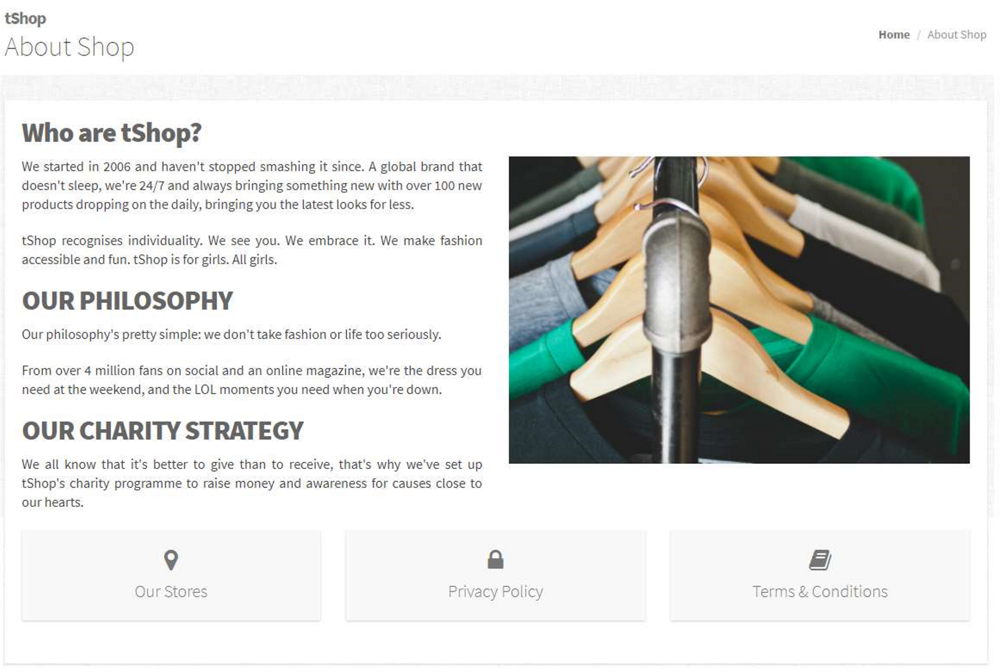 tShop
About Shop
Home / About Shop
Who are tShop?
We started in 2006 and haven't stopped smashing it since. A global brand that
doesn't sleep, we're 24/7 and always bringing something new with over 100 new
products dropping on the daily, bringing you the latest looks for less.
tShop recognises individuality. We see you. We embrace it. We make fashion
accessible and fun. tShop is for girls. All girls.
OUR PHILOSOPHY
Our philosophy's pretty simple: we don't take fashion or life too seriously.
From over 4 million fans on social and an online magazine, we're the dress you
need at the weekend, and the LOL moments you need when you're down.
OUR CHARITY STRATEGY
We all know that it's better to give than to receive, that's why we've set up
tShop's charity programme to raise money and awareness for causes close to
our hearts.
Our Stores
Privacy Policy
Terms & Conditions